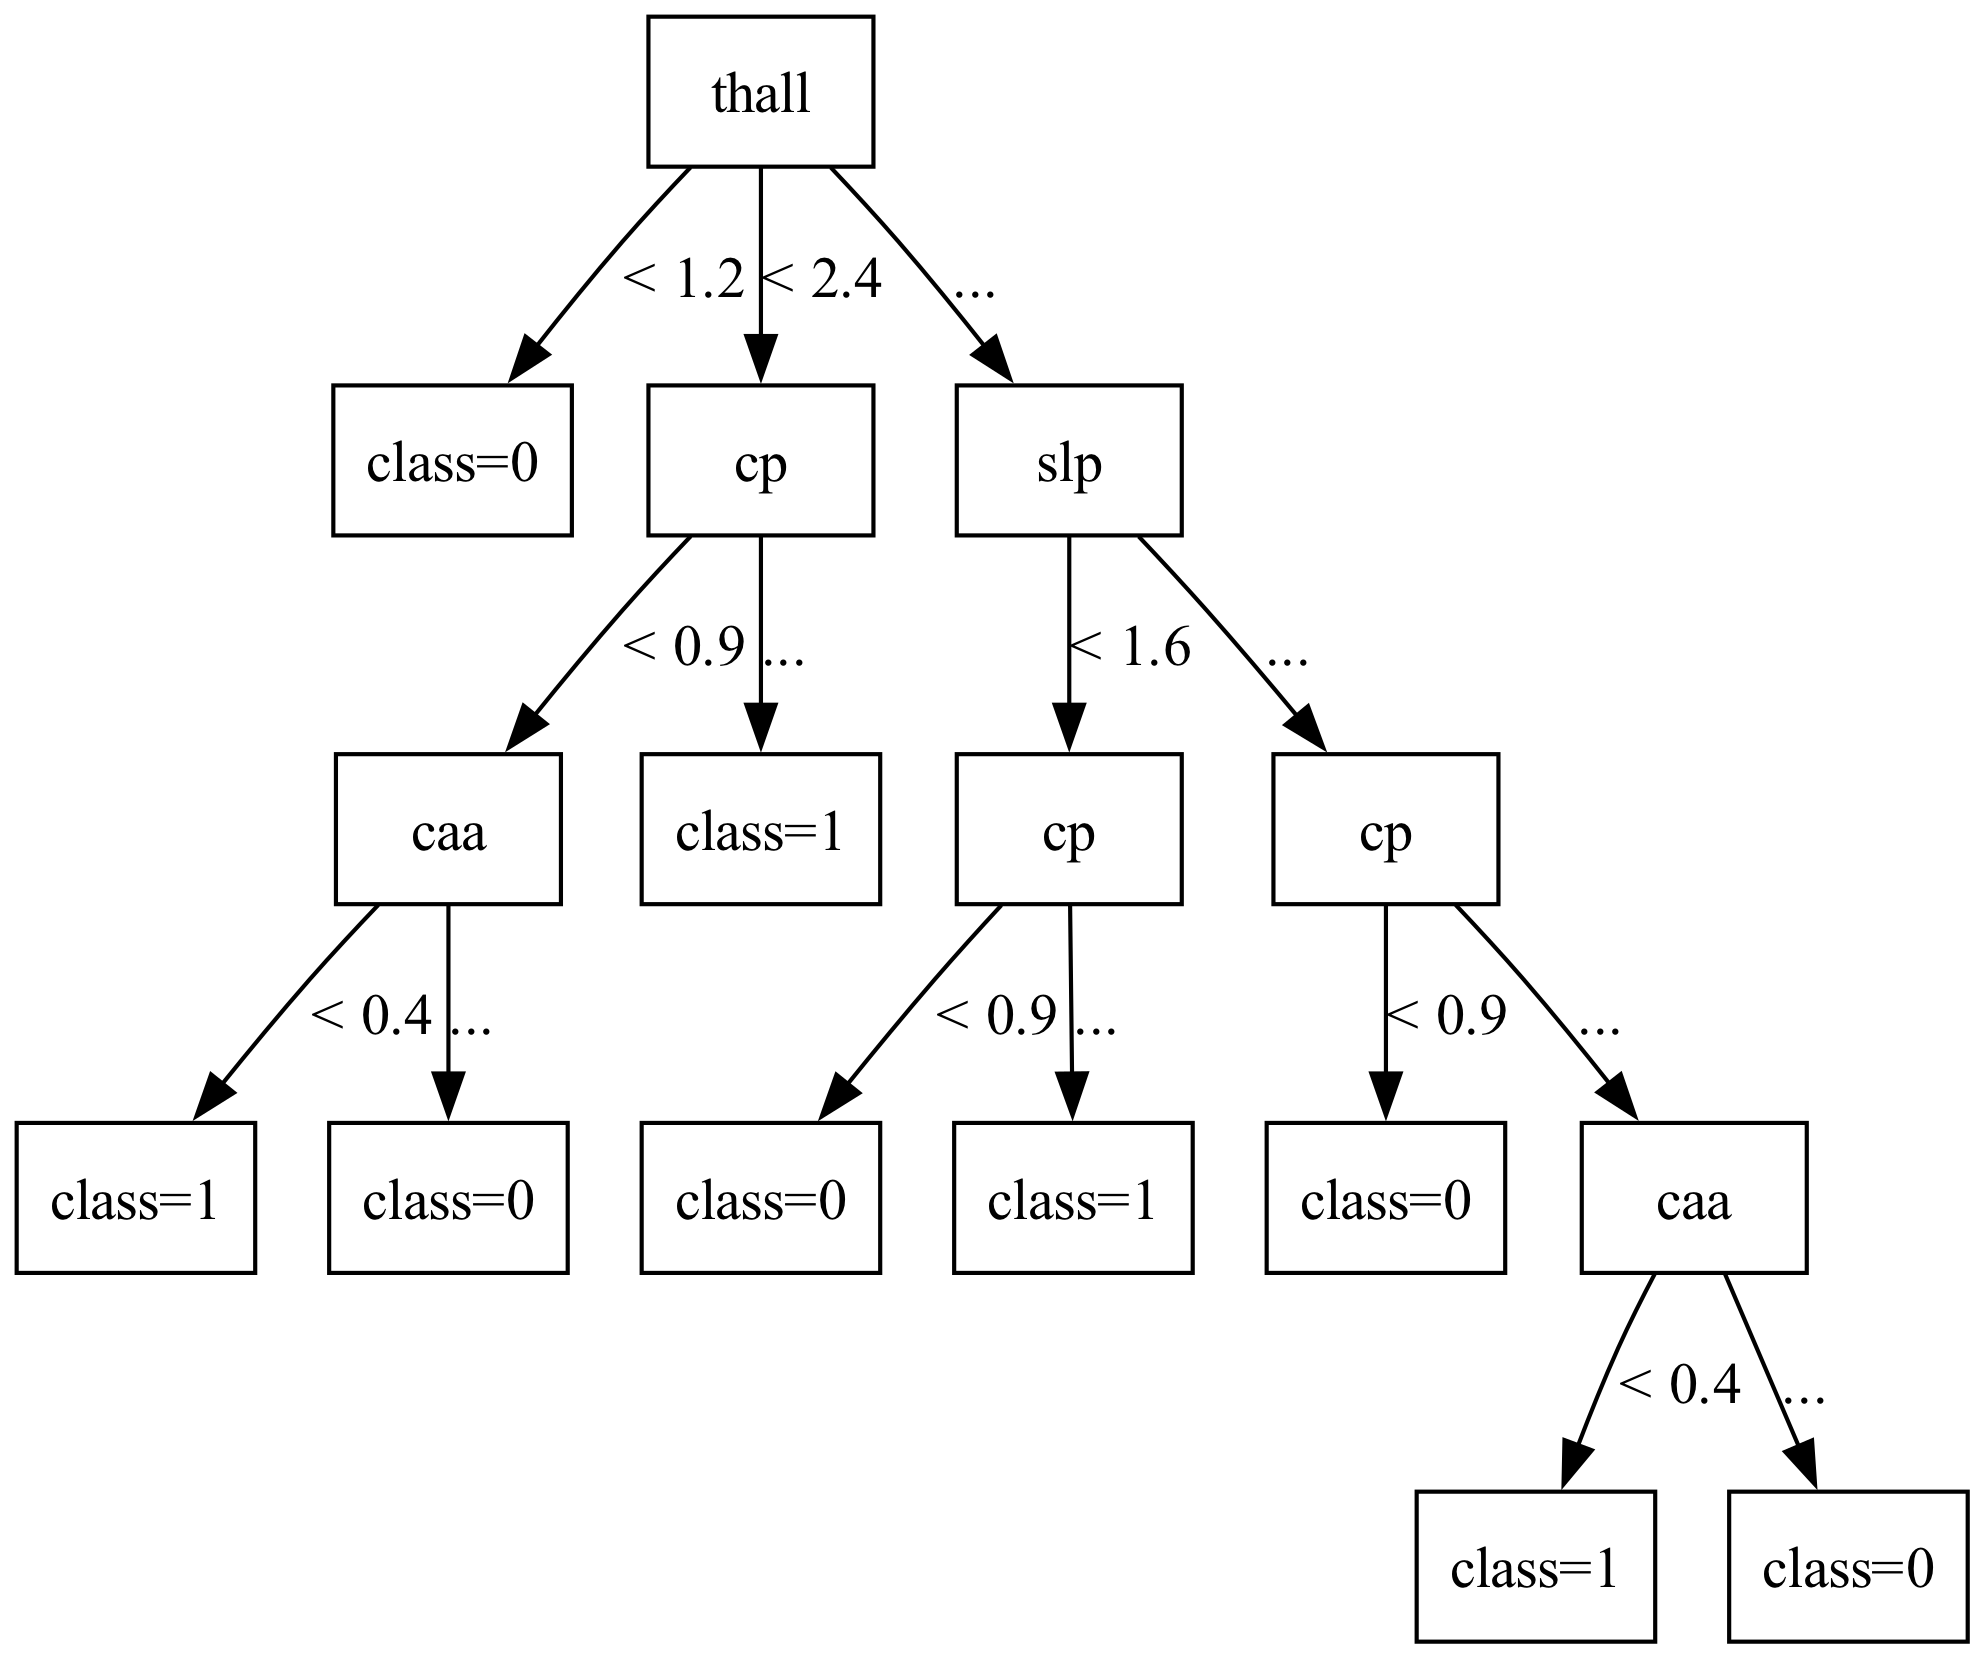 thall
< 1.2
< 2.4
...
class=0
cp
slp
< 0.9
...
< 1.6
...
caa
class=1
cp
cp
< 0.4
...
< 0.9
...
< 0.9
...
class=1
class=0
class=0
class=1
class=0
caa
< 0.4
...
class=1
class=0